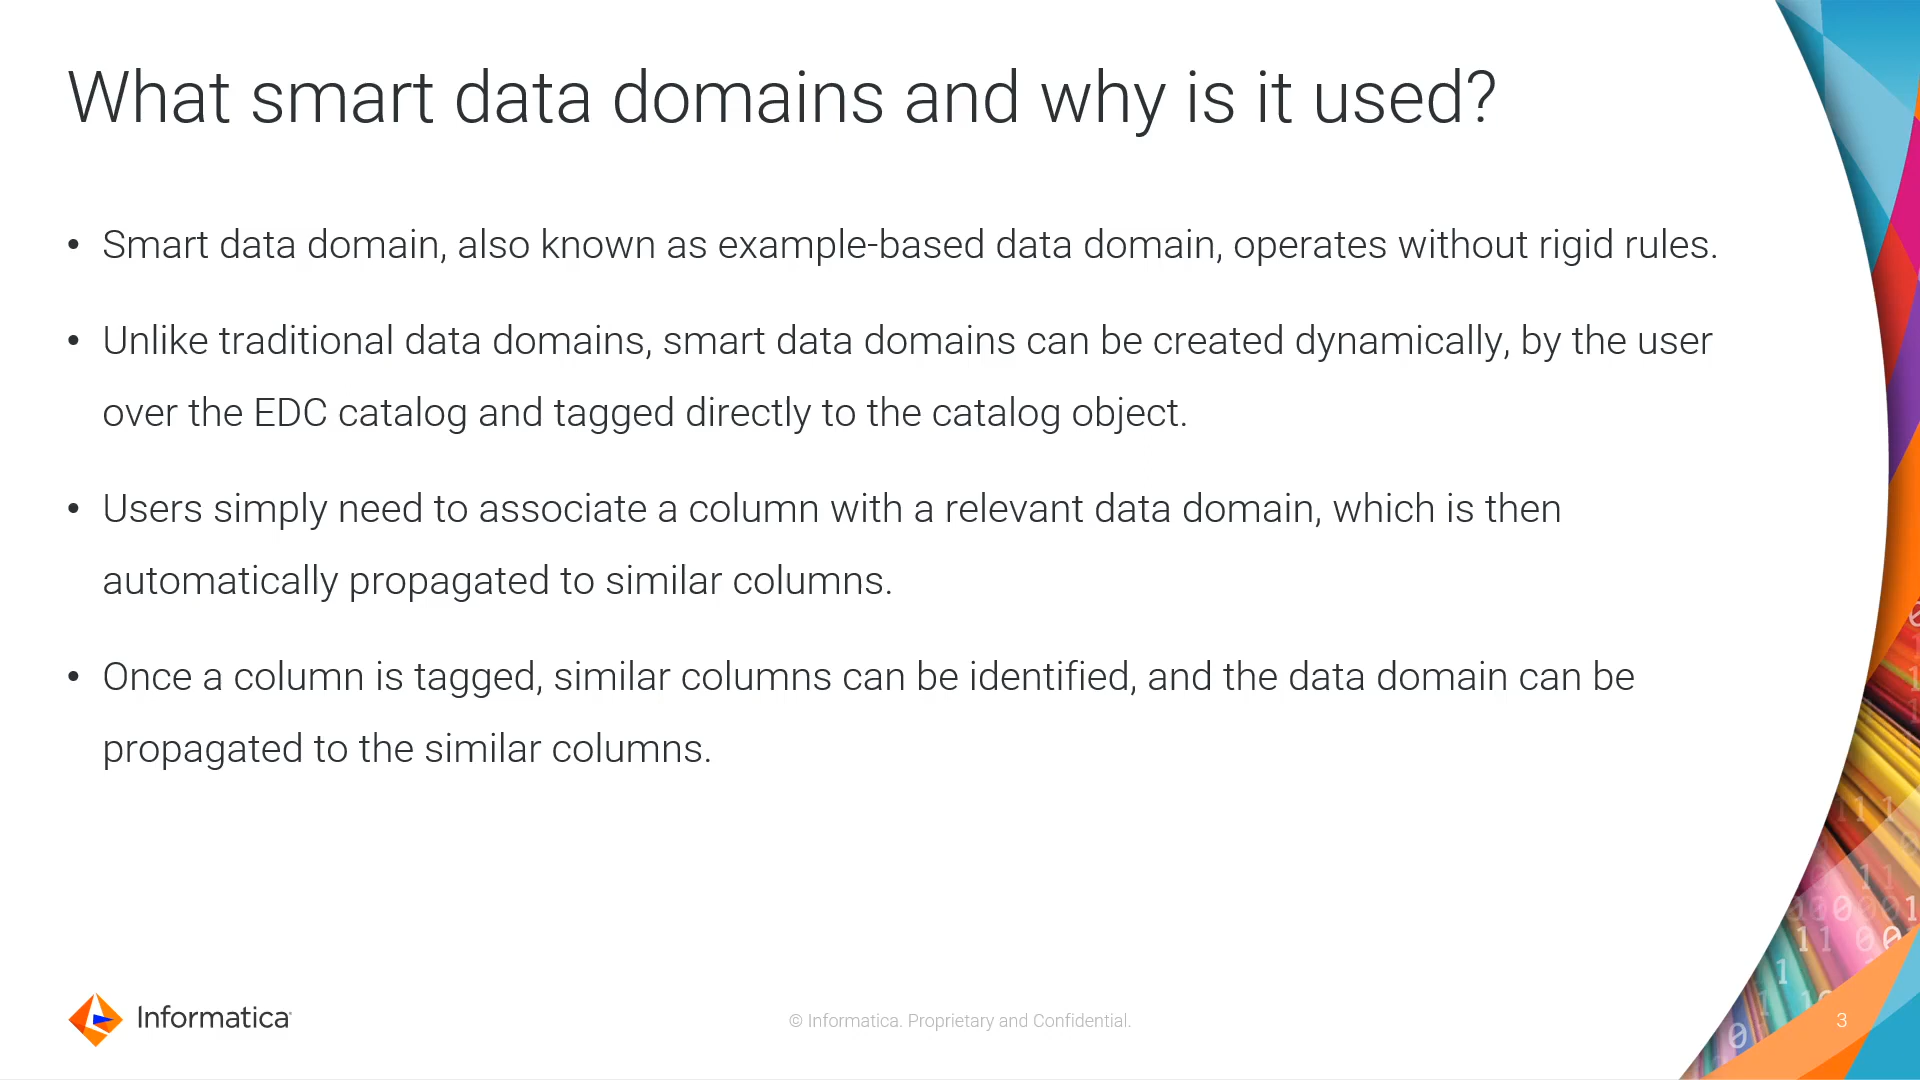 What smart data domains and why is it used?
• Smart data domain, also known as example-based data domain, operates without rigid rules.
• Unlike traditional data domains, smart data domains can be created dynamically, by the user
over the EDC catalog and tagged directly to the catalog object.
• Users simply need to associate a column with a relevant data domain, which is then
automatically propagated to similar columns.
• Once a column is tagged, similar columns can be identified, and the data domain can be
propagated to the similar columns.
Informatica
© Informatica. Proprietary and Confidential.
3